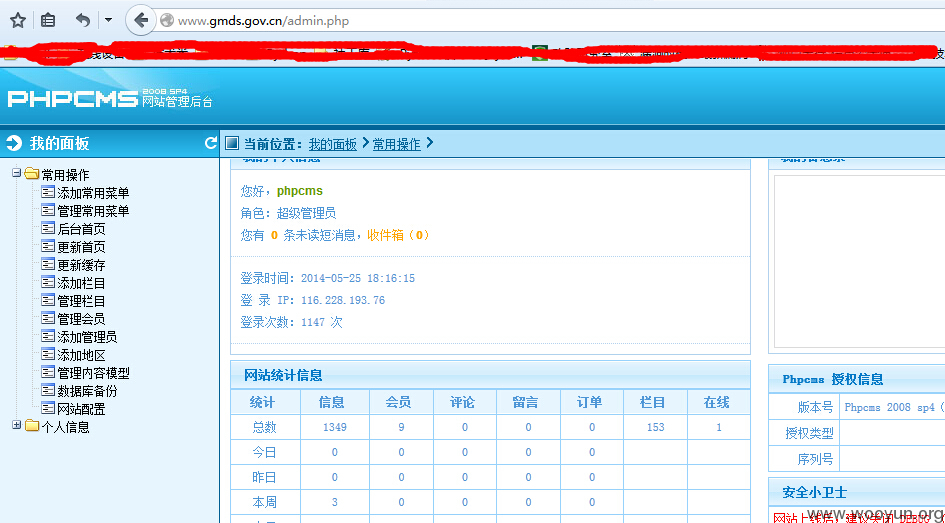 www.gmds.gov.cn/admin.php
PHPCMS 2008 SP4
网站管理后台
我的面板
当前位置： 我的面板 常用操作
常用操作
添加常用菜单
管理常用菜单
后台首页
更新首页
更新缓存
添加栏目
管理栏目
管理会员
添加管理员
添加地区
管理内容模型
数据库备份
网站配置
个人信息
您好，phpcms
角色：超级管理员
您有 0 条未读短消息，收件箱（0）
登录时间：2014-05-25 18:16:15
登 录 IP：116.228.193.76
登录次数：1147 次
网站统计信息
统计 信息 会员 评论 留言 订单 栏目 在线
总数 1349 9 0 0 0 153 1
今日 0 0 0 0 0
昨日 0 0 0 0 0
本周 3 0 0 0 0
Phpcms 授权信息
版本号 Phpcms 2008 sp4（
授权类型
序列号
安全小卫士
网站上线后，建议关闭 DEBUG
www.wooyun.org